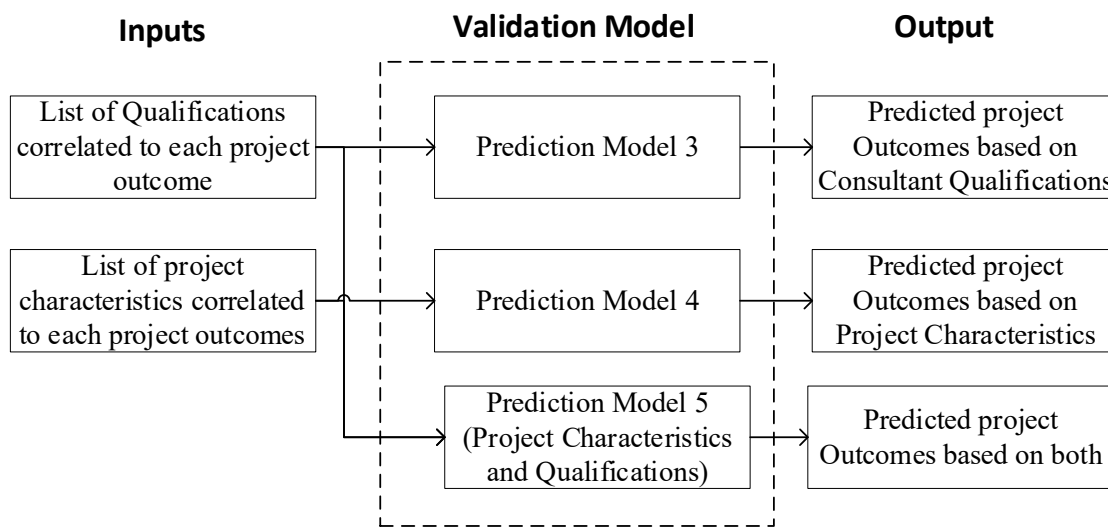 Inputs
Validation Model
Output
List of Qualifications
correlated to each project
outcome
Prediction Model 3
Predicted project
Outcomes based on
Consultant Qualifications
List of project
characteristics correlated
to each project outcomes
Prediction Model 4
Predicted project
Outcomes based on
Project Characteristics
Prediction Model 5
(Project Characteristics
and Qualifications)
Predicted project
Outcomes based on both